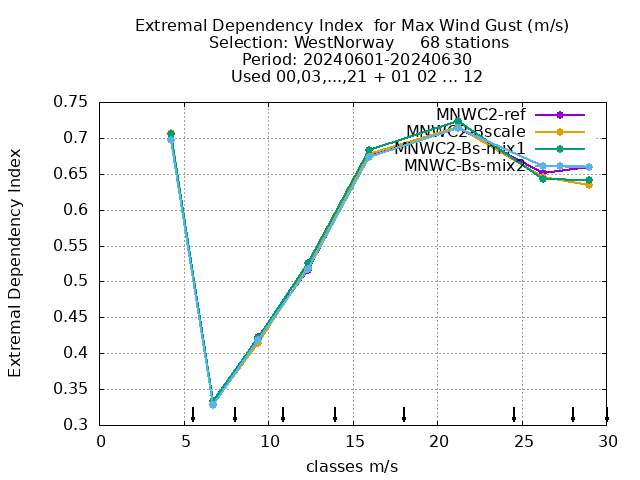 Extremal Dependency Index  for Max Wind Gust (m/s)
Selection: WestNorway     68 stations
Period: 20240601-20240630
Used 00,03,...,21 + 01 02 ... 12
MNWC2-ref
MNWC2-Bscale
MNWC2-Bs-mix1
MNWC-Bs-mix2
Extremal Dependency Index
0.75
0.7
0.65
0.6
0.55
0.5
0.45
0.4
0.35
0.3
0 5 10 15 20 25 30
classes m/s